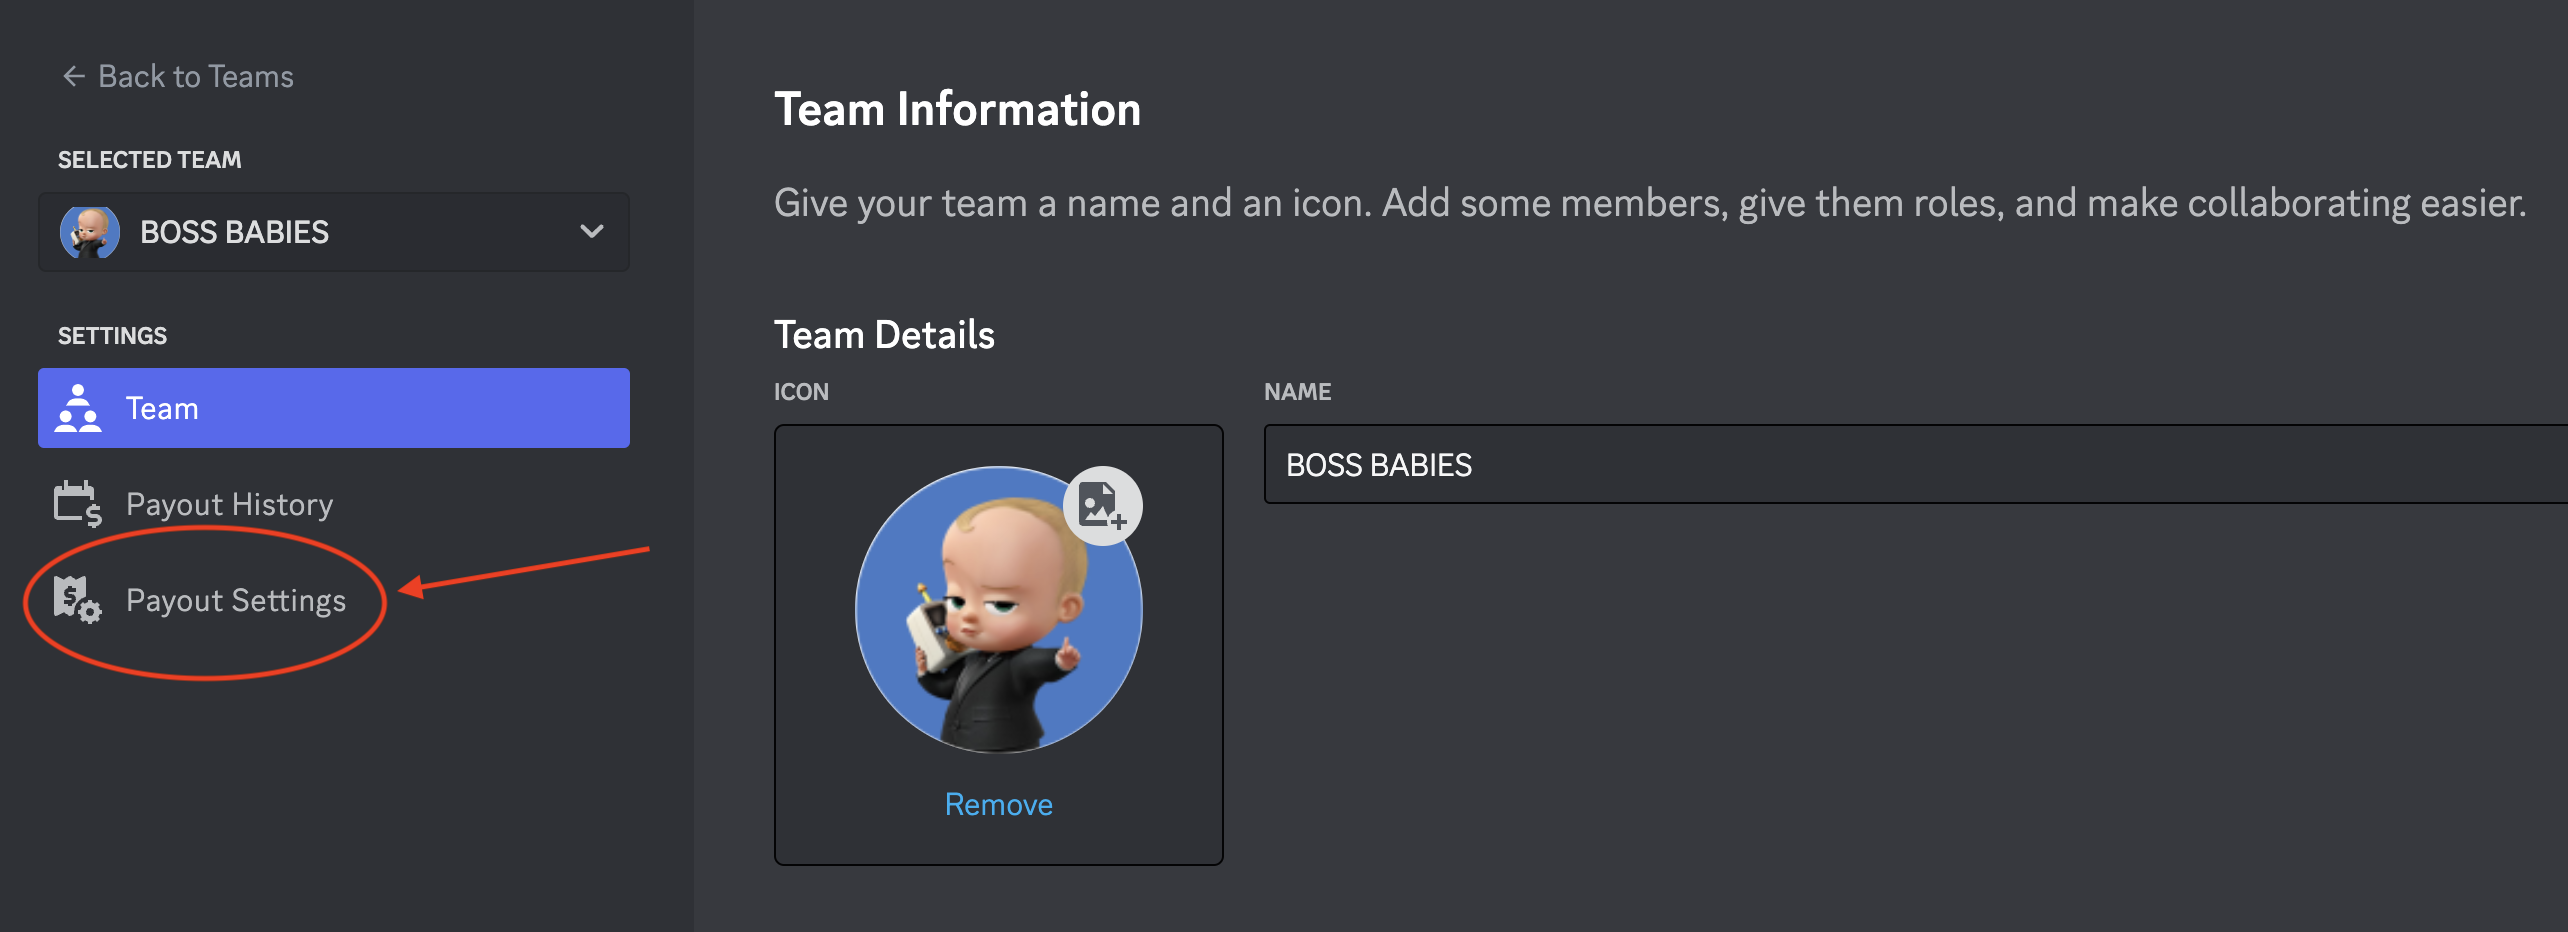 Back to Teams
SELECTED TEAM
BOSS BABIES
SETTINGS
Team
Payout History
Payout Settings
Team Information
Give your team a name and an icon. Add some members, give them roles, and make collaborating easier.
Team Details
ICON
NAME
BOSS BABIES
Remove